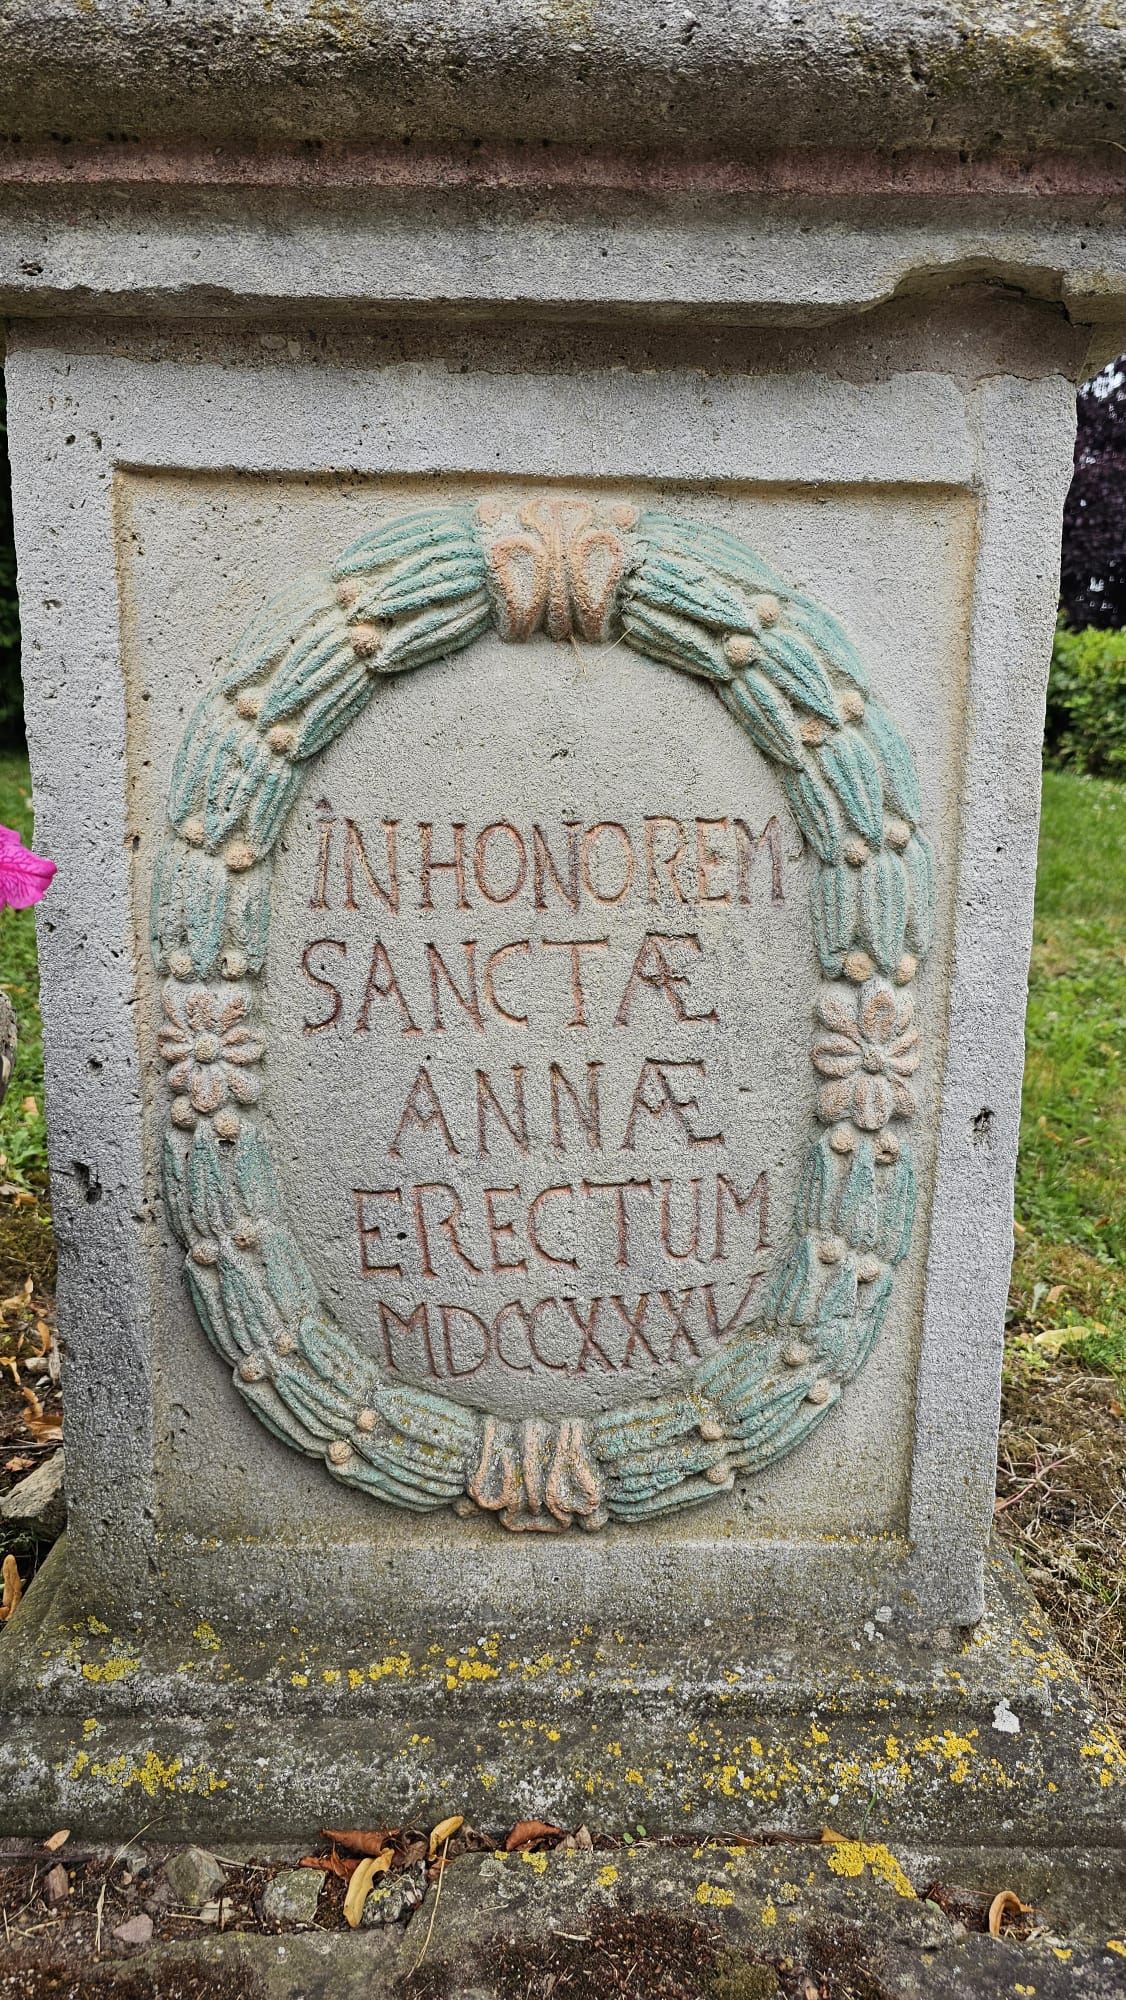 IN HONOREM
SANCTÆ
ANNÆ
ERECTUM
MDCCXXXV